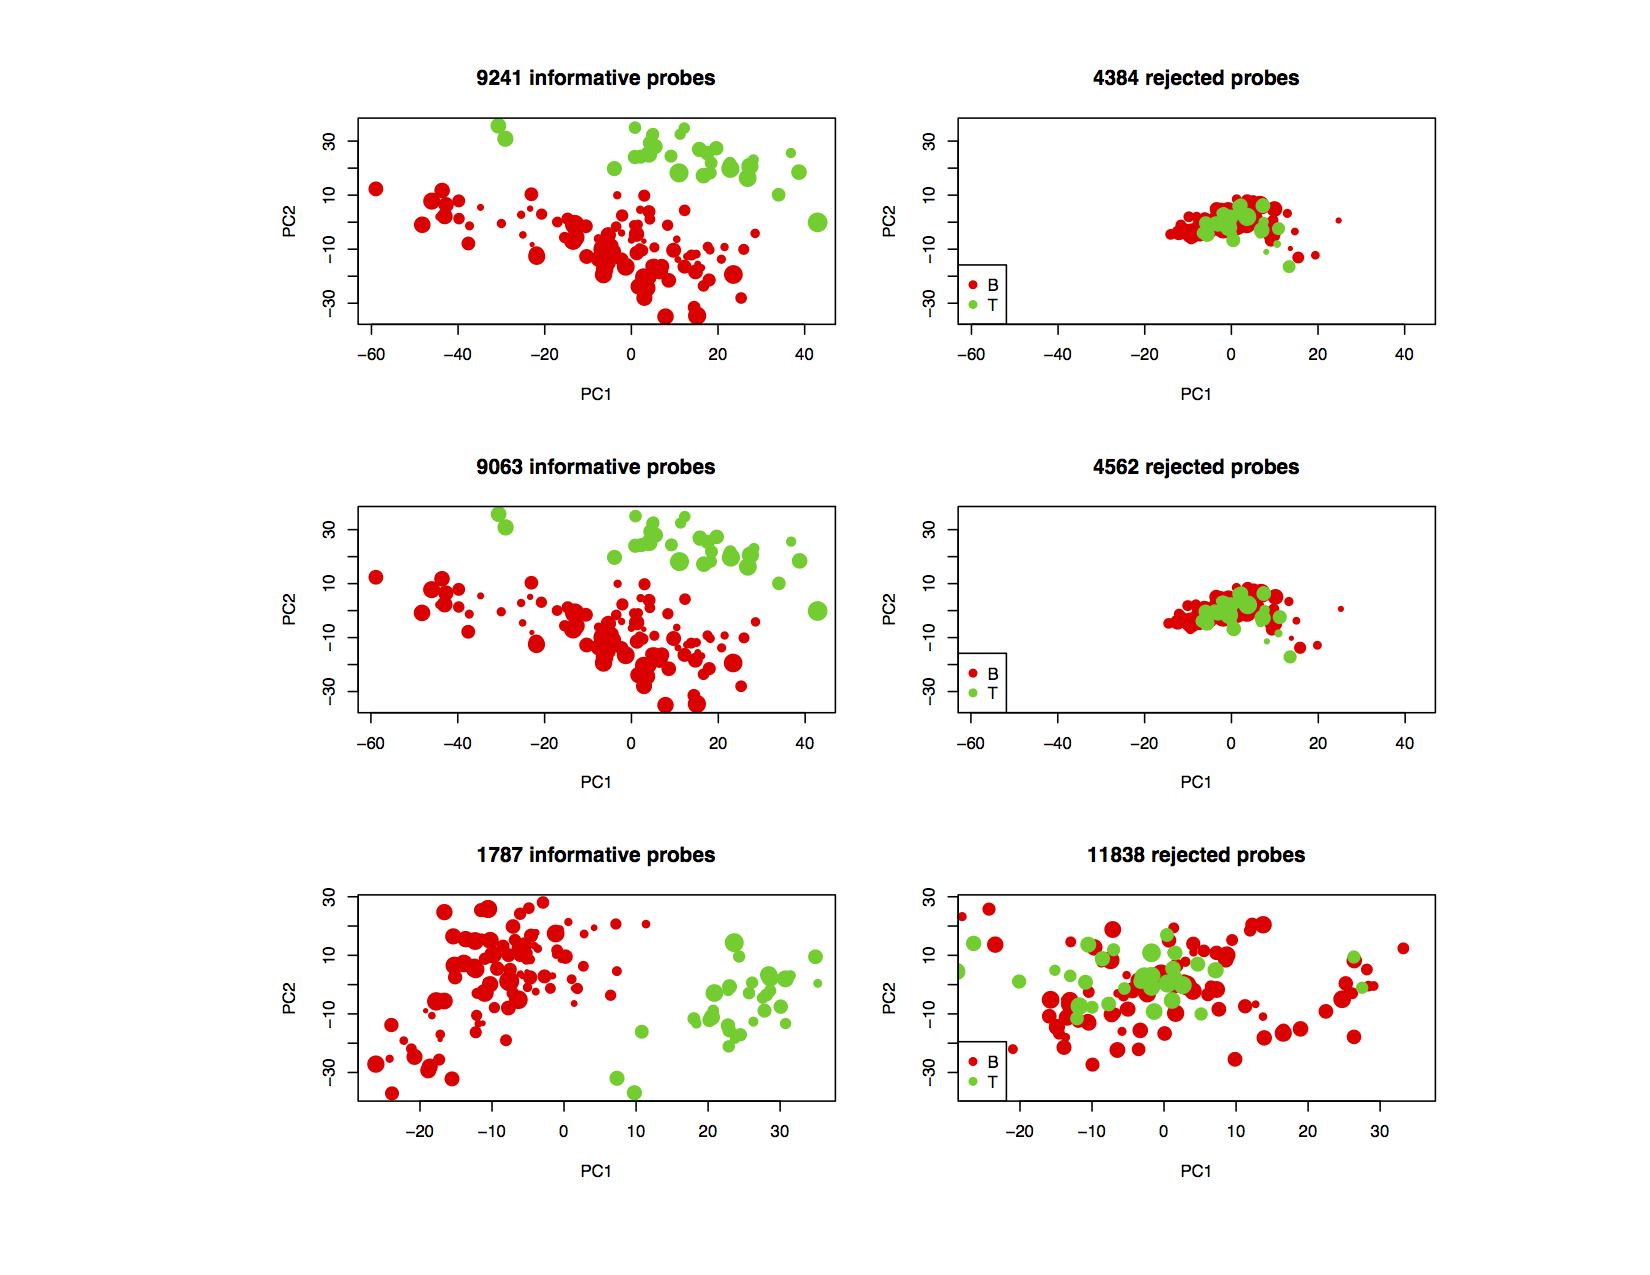 9241 informative probes
30
10
−10
−30
PC2
−60
−40
−20
0
20
40
PC1
4384 rejected probes
30
10
−10
−30
PC2
B
T
−60
−40
−20
0
20
40
PC1
9063 informative probes
30
10
−10
−30
PC2
−60
−40
−20
0
20
40
PC1
4562 rejected probes
30
10
−10
−30
PC2
B
T
−60
−40
−20
0
20
40
PC1
1787 informative probes
30
10
−10
−30
PC2
−20
−10
0
10
20
30
PC1
11838 rejected probes
30
10
−10
−30
PC2
B
T
−20
−10
0
10
20
30
PC1